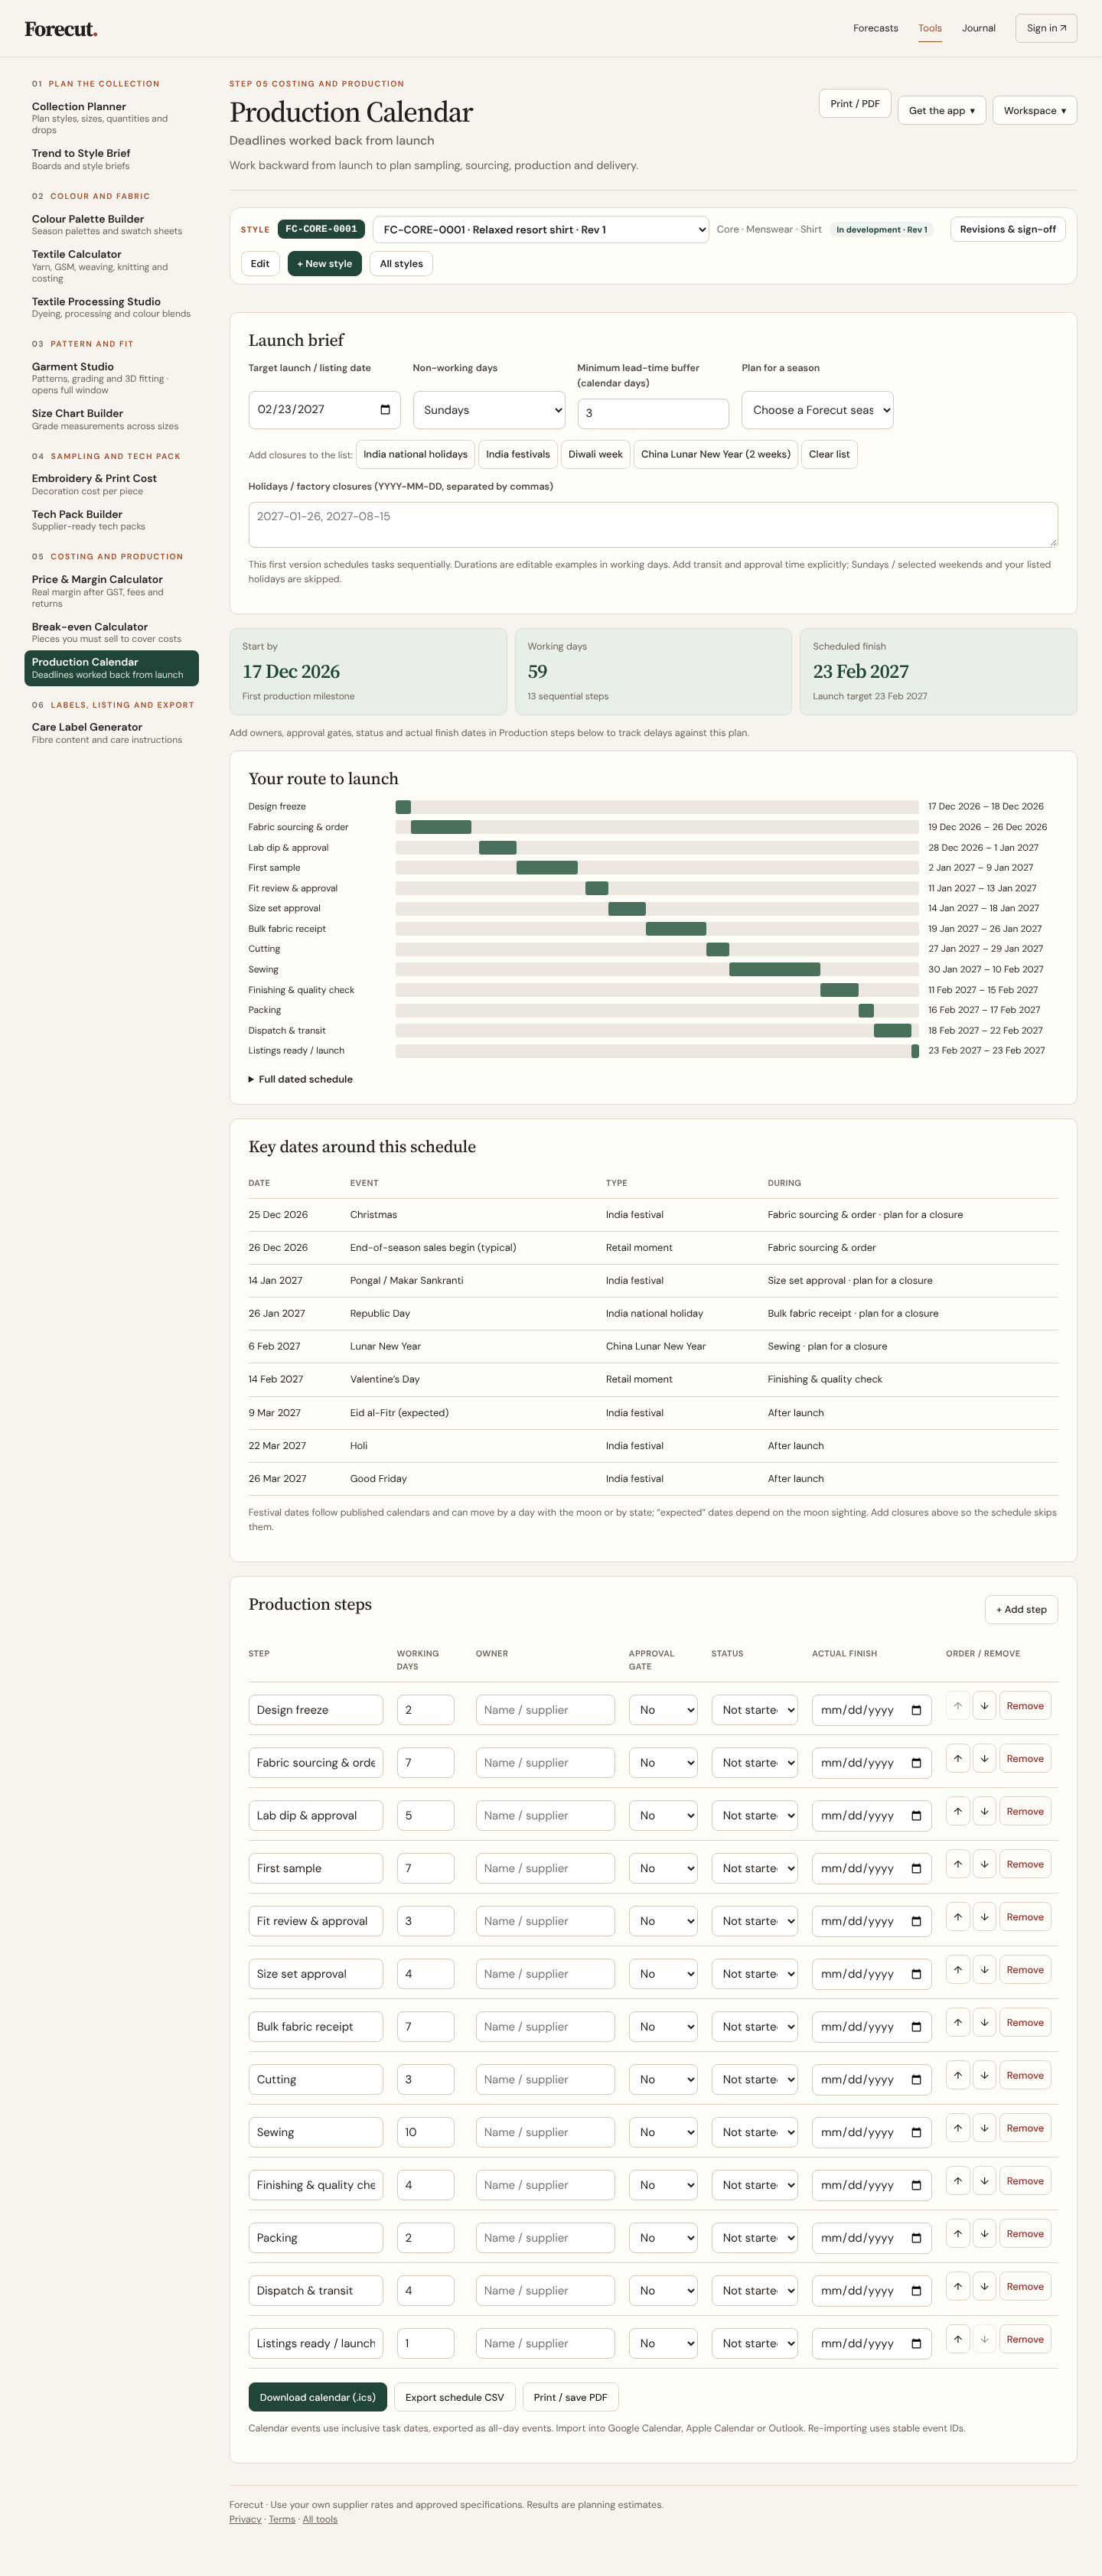 Forecut.
Forecasts
Tools
Journal
Sign in ↗
01 PLAN THE COLLECTION
Collection Planner
Plan styles, sizes, quantities and
drops
Trend to Style Brief
Boards and style briefs
02 COLOUR AND FABRIC
Colour Palette Builder
Season palettes and swatch sheets
Textile Calculator
Yarn, GSM, weaving, knitting and
costing
Textile Processing Studio
Dyeing, processing and colour blends
03 PATTERN AND FIT
Garment Studio
Patterns, grading and 3D fitting ·
opens full window
Size Chart Builder
Grade measurements across sizes
04 SAMPLING AND TECH PACK
Embroidery & Print Cost
Decoration cost per piece
Tech Pack Builder
Supplier-ready tech packs
05 COSTING AND PRODUCTION
Price & Margin Calculator
Real margin after GST, fees and
returns
Break-even Calculator
Pieces you must sell to cover costs
Production Calendar
Deadlines worked back from launch
06 LABELS, LISTING AND EXPORT
Care Label Generator
Fibre content and care instructions
STEP 05 COSTING AND PRODUCTION
Production Calendar
Deadlines worked back from launch
Work backward from launch to plan sampling, sourcing, production and delivery.
Print / PDF
Get the app ▾
Workspace ▾
STYLE FC-CORE-0001 FC-CORE-0001 · Relaxed resort shirt · Rev 1 Core · Menswear · Shirt In development · Rev 1 Revisions & sign-off
Edit + New style All styles
Launch brief
Target launch / listing date
02/23/2027
Non-working days
Sundays
Minimum lead-time buffer
(calendar days)
3
Plan for a season
Choose a Forecut seas
Add closures to the list: India national holidays India festivals Diwali week China Lunar New Year (2 weeks) Clear list
Holidays / factory closures (YYYY-MM-DD, separated by commas)
2027-01-26, 2027-08-15
This first version schedules tasks sequentially. Durations are editable examples in working days. Add transit and approval time explicitly; Sundays / selected weekends and your listed
holidays are skipped.
Start by
17 Dec 2026
First production milestone
Working days
59
13 sequential steps
Scheduled finish
23 Feb 2027
Launch target 23 Feb 2027
Add owners, approval gates, status and actual finish dates in Production steps below to track delays against this plan.
Your route to launch
Design freeze 17 Dec 2026 – 18 Dec 2026
Fabric sourcing & order 19 Dec 2026 – 26 Dec 2026
Lab dip & approval 28 Dec 2026 – 1 Jan 2027
First sample 2 Jan 2027 – 9 Jan 2027
Fit review & approval 11 Jan 2027 – 13 Jan 2027
Size set approval 14 Jan 2027 – 18 Jan 2027
Bulk fabric receipt 19 Jan 2027 – 26 Jan 2027
Cutting 27 Jan 2027 – 29 Jan 2027
Sewing 30 Jan 2027 – 10 Feb 2027
Finishing & quality check 11 Feb 2027 – 15 Feb 2027
Packing 16 Feb 2027 – 17 Feb 2027
Dispatch & transit 18 Feb 2027 – 22 Feb 2027
Listings ready / launch 23 Feb 2027 – 23 Feb 2027
▶ Full dated schedule
Key dates around this schedule
DATE EVENT TYPE DURING
25 Dec 2026 Christmas India festival Fabric sourcing & order · plan for a closure
26 Dec 2026 End-of-season sales begin (typical) Retail moment Fabric sourcing & order
14 Jan 2027 Pongal / Makar Sankranti India festival Size set approval · plan for a closure
26 Jan 2027 Republic Day India national holiday Bulk fabric receipt · plan for a closure
6 Feb 2027 Lunar New Year China Lunar New Year Sewing · plan for a closure
14 Feb 2027 Valentine’s Day Retail moment Finishing & quality check
9 Mar 2027 Eid al-Fitr (expected) India festival After launch
22 Mar 2027 Holi India festival After launch
26 Mar 2027 Good Friday India festival After launch
Festival dates follow published calendars and can move by a day with the moon or by state; “expected” dates depend on the moon sighting. Add closures above so the schedule skips
them.
Production steps
+ Add step
STEP WORKING DAYS OWNER APPROVAL GATE STATUS ACTUAL FINISH ORDER / REMOVE
Design freeze 2 Name / supplier No Not starte mm/dd/yyyy ↑ ↓ Remove
Fabric sourcing & orde 7 Name / supplier No Not starte mm/dd/yyyy ↑ ↓ Remove
Lab dip & approval 5 Name / supplier No Not starte mm/dd/yyyy ↑ ↓ Remove
First sample 7 Name / supplier No Not starte mm/dd/yyyy ↑ ↓ Remove
Fit review & approval 3 Name / supplier No Not starte mm/dd/yyyy ↑ ↓ Remove
Size set approval 4 Name / supplier No Not starte mm/dd/yyyy ↑ ↓ Remove
Bulk fabric receipt 7 Name / supplier No Not starte mm/dd/yyyy ↑ ↓ Remove
Cutting 3 Name / supplier No Not starte mm/dd/yyyy ↑ ↓ Remove
Sewing 10 Name / supplier No Not starte mm/dd/yyyy ↑ ↓ Remove
Finishing & quality che 4 Name / supplier No Not starte mm/dd/yyyy ↑ ↓ Remove
Packing 2 Name / supplier No Not starte mm/dd/yyyy ↑ ↓ Remove
Dispatch & transit 4 Name / supplier No Not starte mm/dd/yyyy ↑ ↓ Remove
Listings ready / launch 1 Name / supplier No Not starte mm/dd/yyyy ↑ ↓ Remove
Download calendar (.ics) Export schedule CSV Print / save PDF
Calendar events use inclusive task dates, exported as all-day events. Import into Google Calendar, Apple Calendar or Outlook. Re-importing uses stable event IDs.
Forecut · Use your own supplier rates and approved specifications. Results are planning estimates.
Privacy · Terms · All tools